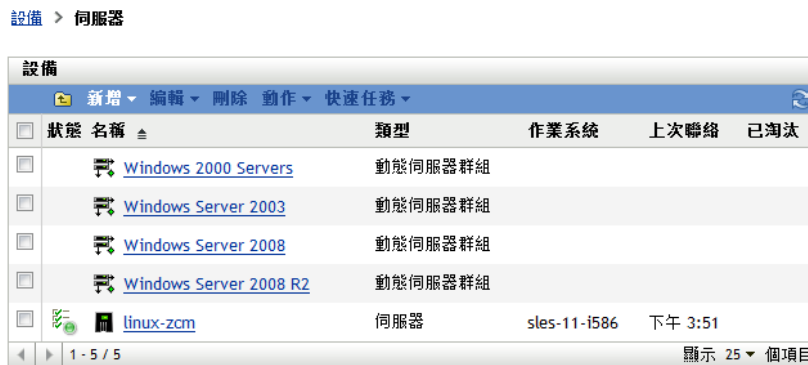 設備 > 伺服器
設備
新增 編輯 刪除 動作 快速任務
狀態 名稱 類型 作業系統 上次聯絡 已淘汰
Windows 2000 Servers 動態伺服器群組
Windows Server 2003 動態伺服器群組
Windows Server 2008 動態伺服器群組
Windows Server 2008 R2 動態伺服器群組
linux-zcm 伺服器 sles-11-i586 下午 3:51
1 - 5 / 5 顯示 25 個項目